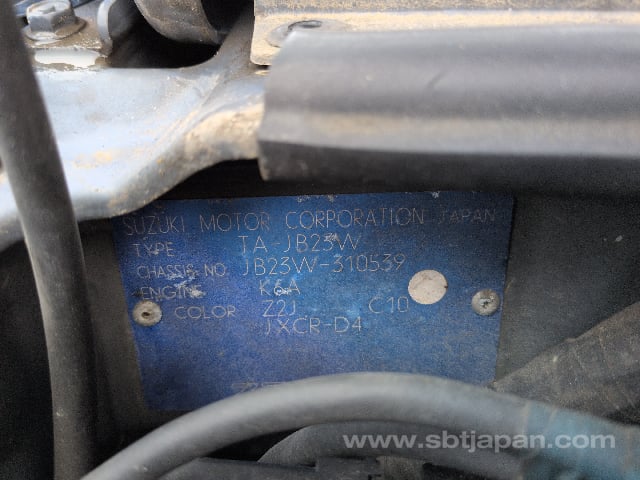 SUZUKI MOTOR CORPORATION JAPAN
TYPE TA-JB23W
CHASSIS NO. JB23W-310539
ENGINE K6A
COLOR Z2J C10
JXCR-D4
www.sbtjapan.com